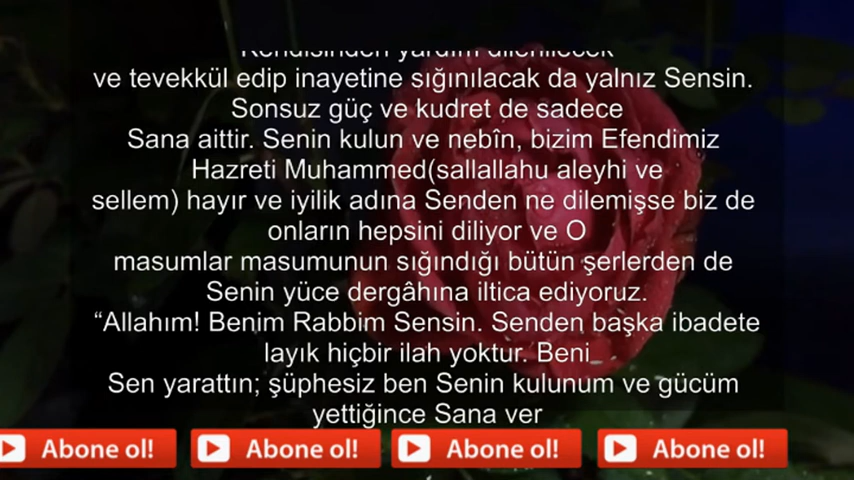 Kendisinden yardım dilenilecek
ve tevekkül edip inayetine sığınılacak da yalnız Sensin.
Sonsuz güç ve kudret de sadece
Sana aittir. Senin kulun ve nebîn, bizim Efendimiz
Hazreti Muhammed(sallallahu aleyhi ve
sellem) hayır ve iyilik adına Senden ne dilemişse biz de
onların hepsini diliyor ve O
masumlar masumunun sığındığı bütün şerlerden de
Senin yüce dergâhına iltica ediyoruz.
“Allahım! Benim Rabbim Sensin. Senden başka ibadete
layık hiçbir ilah yoktur. Beni
Sen yarattın; şüphesiz ben Senin kulunum ve gücüm
yettiğince Sana ver
Abone ol! Abone ol! Abone ol! Abone ol!